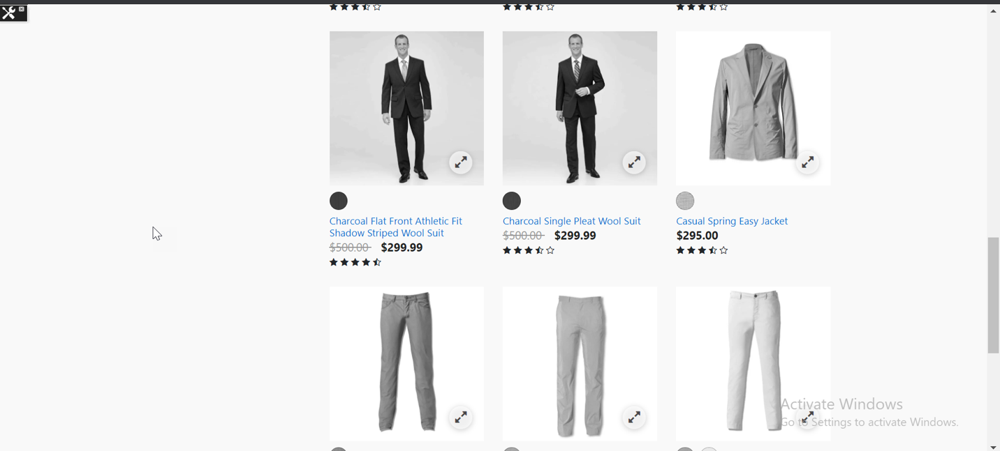 Charcoal Flat Front Athletic Fit
Shadow Striped Wool Suit
$500.00 $299.99
Charcoal Single Pleat Wool Suit
$500.00 $299.99
Casual Spring Easy Jacket
$295.00
Activate Windows
Go to Settings to activate Windows.